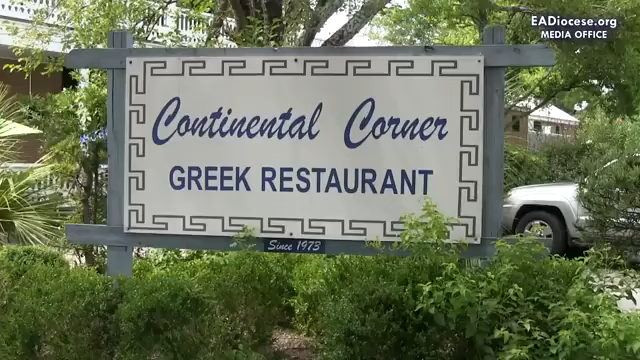 EADiocese.org
MEDIA OFFICE
Continental Corner
GREEK RESTAURANT
Since 1973